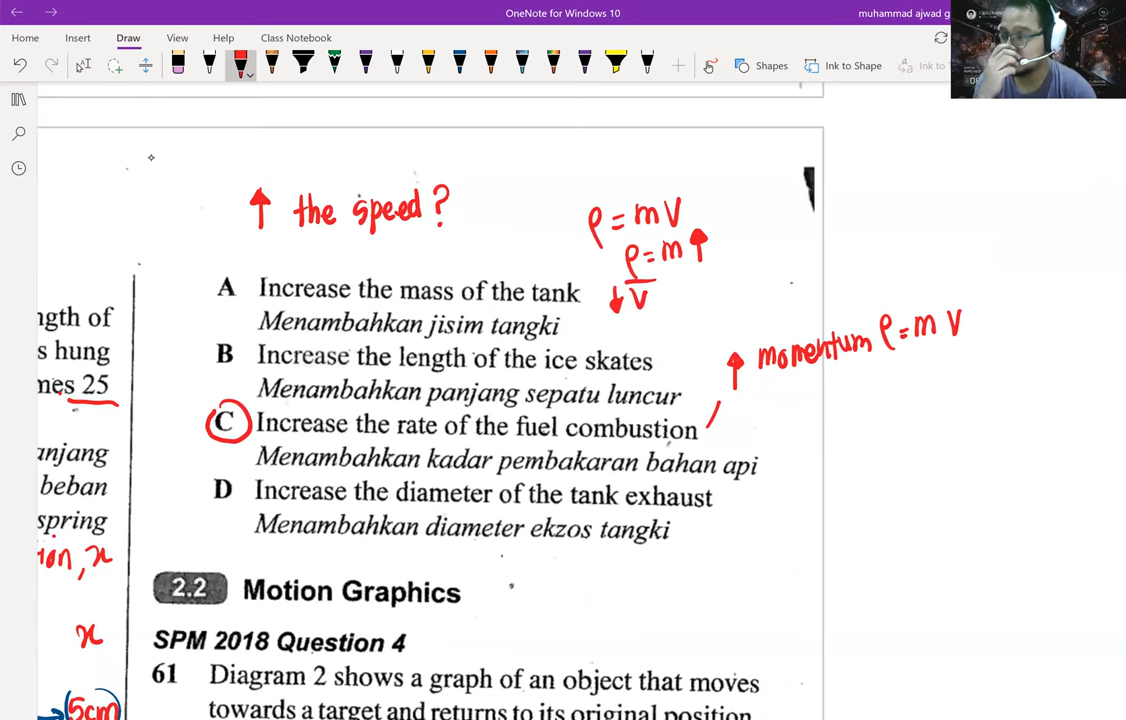 OneNote for Windows 10
muhammad ajwad g
Home Insert Draw View Help Class Notebook
Shapes Ink to Shape Ink to
↑ the speed?
ρ = m V
ρ = m ↑
↓ V
A Increase the mass of the tank
Menambahkan jisim tangki
B Increase the length of the ice skates
Menambahkan panjang sepatu luncur
C Increase the rate of the fuel combustion
Menambahkan kadar pembakaran bahan api
D Increase the diameter of the tank exhaust
Menambahkan diameter ekzos tangki
↑ momentum ρ = m V
ngth of
s hung
mes 25
anjang
beban
spring
ion, x
x
5cm
2.2 Motion Graphics
SPM 2018 Question 4
61 Diagram 2 shows a graph of an object that moves
towards a target and returns to its original position